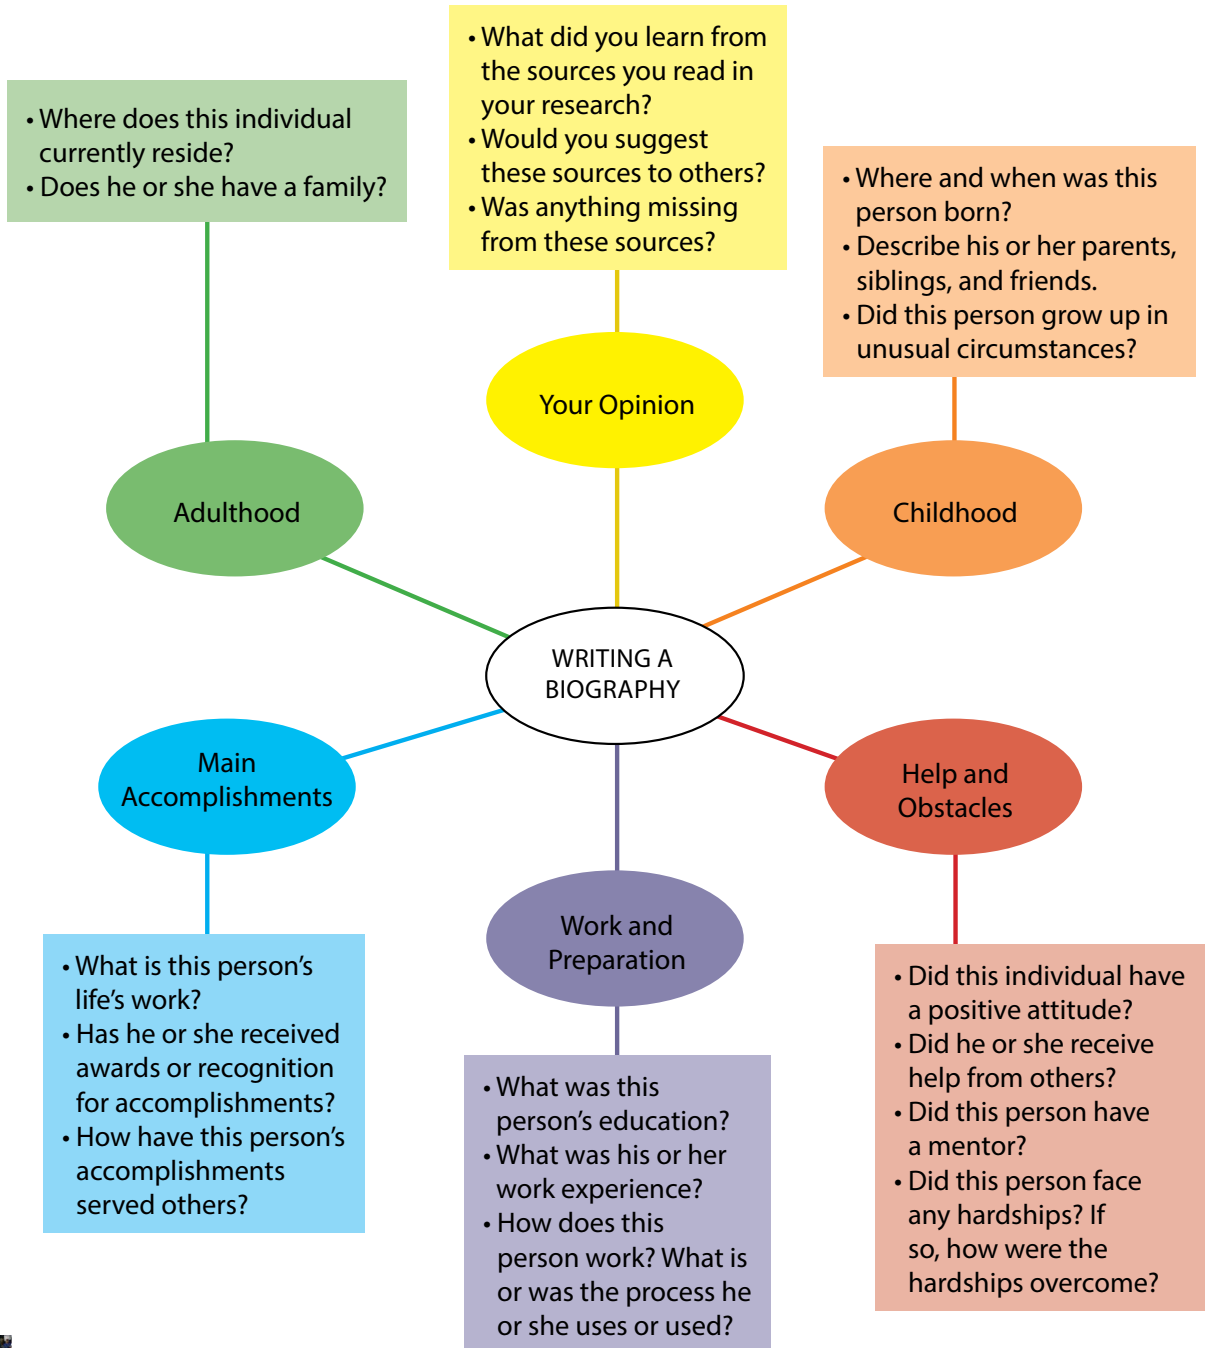 • What did you learn from
the sources you read in
your research?
• Would you suggest
these sources to others?
• Was anything missing
from these sources?
• Where does this individual
currently reside?
• Does he or she have a family?
• Where and when was this
person born?
• Describe his or her parents,
siblings, and friends.
• Did this person grow up in
unusual circumstances?
Your Opinion
Adulthood
Childhood
WRITING A
BIOGRAPHY
Main
Accomplishments
Help and
Obstacles
Work and
Preparation
• What is this person’s
life’s work?
• Has he or she received
awards or recognition
for accomplishments?
• How have this person’s
accomplishments
served others?
• What was this
person’s education?
• What was his or her
work experience?
• How does this
person work? What is
or was the process he
or she uses or used?
• Did this individual have
a positive attitude?
• Did he or she receive
help from others?
• Did this person have
a mentor?
• Did this person face
any hardships? If
so, how were the
hardships overcome?